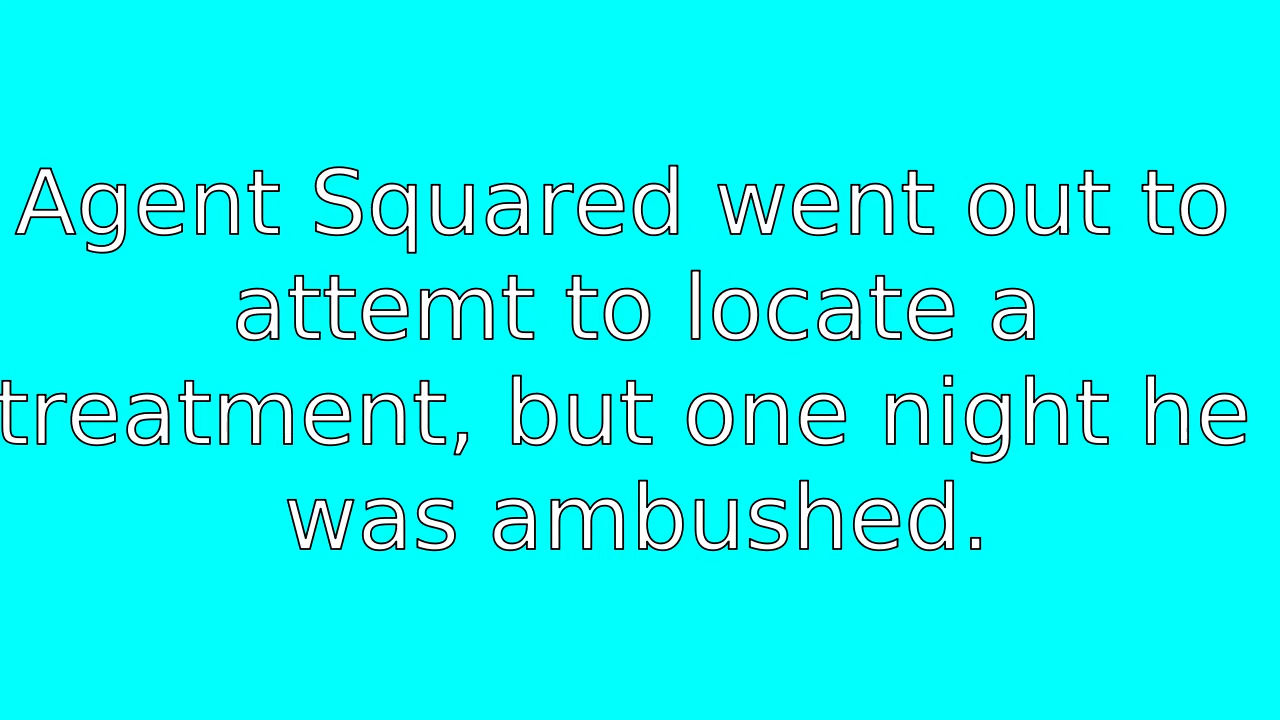 Agent Squared went out to
attemt to locate a
treatment, but one night he
was ambushed.